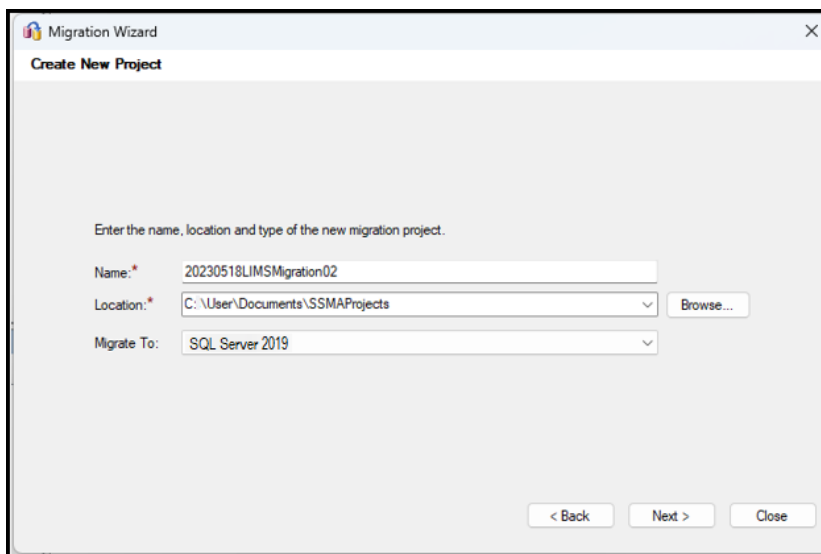 Migration Wizard
Create New Project
Enter the name, location and type of the new migration project.
Name:* 20230518LIMSMigration02
Location:* C: \User\Documents\SSMAProjects Browse...
Migrate To: SQL Server 2019
< Back Next > Close